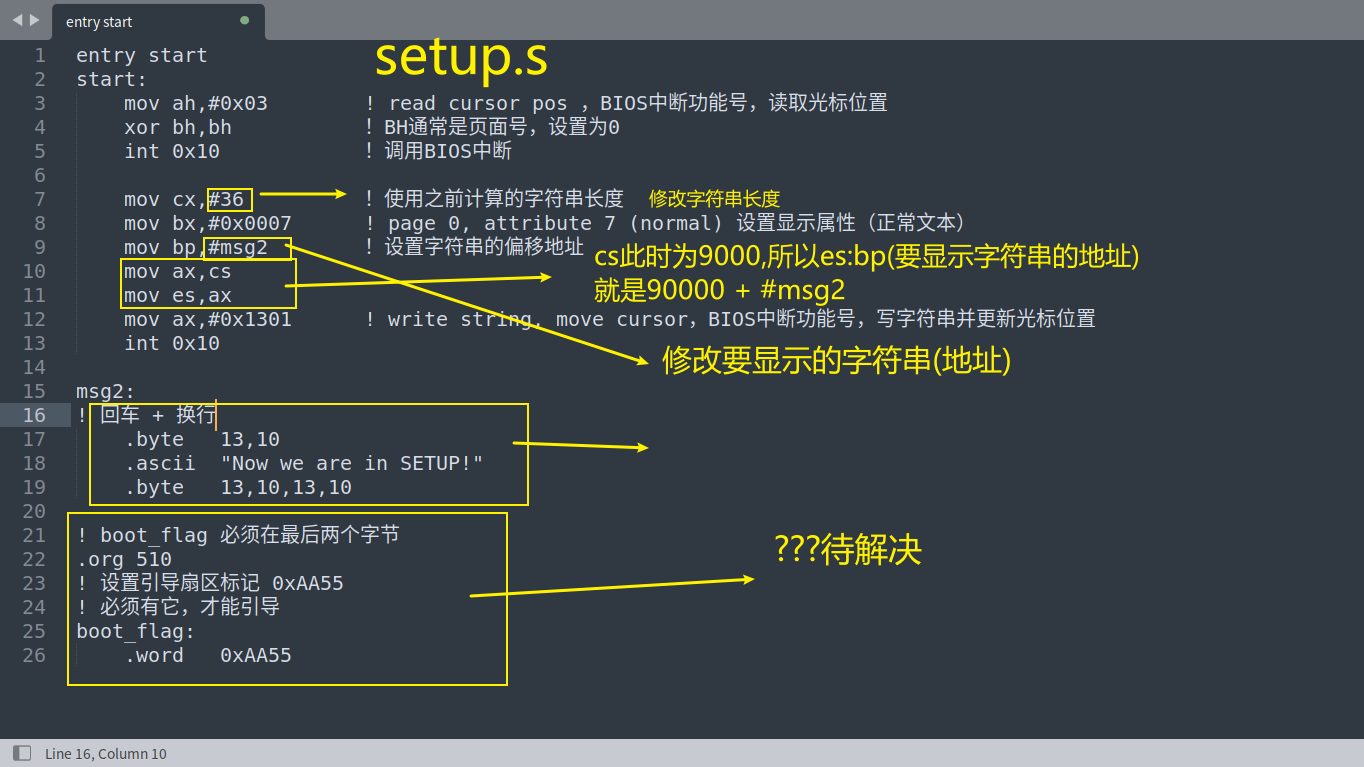 entry start
setup.s
1 entry start
2 start:
3 mov ah,#0x03 ! read cursor pos ，BIOS中断功能号，读取光标位置
4 xor bh,bh ! BH通常是页面号，设置为0
5 int 0x10 ! 调用BIOS中断
6
7 mov cx,#36 ! 使用之前计算的字符串长度 修改字符串长度
8 mov bx,#0x0007 ! page 0, attribute 7 (normal) 设置显示属性（正常文本）
9 mov bp,#msg2 ! 设置字符串的偏移地址
cs此时为9000,所以es:bp(要显示字符串的地址)
10 mov ax,cs
11 mov es,ax
就是90000 + #msg2
12 mov ax,#0x1301 ! write string, move cursor，BIOS中断功能号，写字符串并更新光标位置
13 int 0x10
修改要显示的字符串(地址)
14
15 msg2:
16 ! 回车 + 换行
17 .byte 13,10
18 .ascii "Now we are in SETUP!"
19 .byte 13,10,13,10
20
21 ! boot_flag 必须在最后两个字节
???待解决
22 .org 510
23 ! 设置引导扇区标记 0xAA55
24 ! 必须有它，才能引导
25 boot_flag:
26 .word 0xAA55
Line 16, Column 10